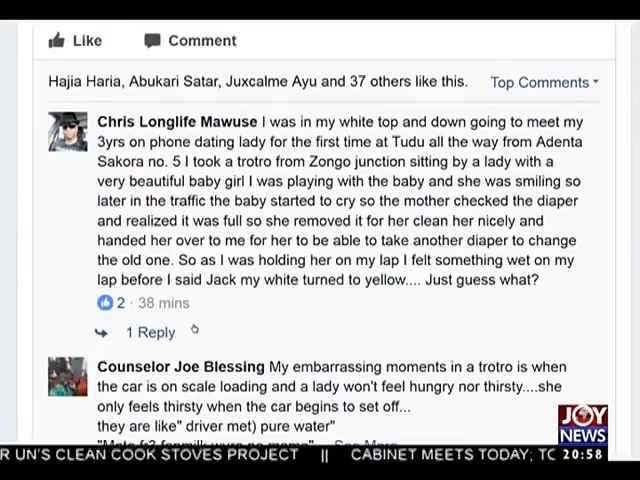 Like Comment
Hajia Haria, Abukari Satar, Juxcalme Ayu and 37 others like this. Top Comments
Chris Longlife Mawuse I was in my white top and down going to meet my
3yrs on phone dating lady for the first time at Tudu all the way from Adenta
Sakora no. 5 I took a trotro from Zongo junction sitting by a lady with a
very beautiful baby girl I was playing with the baby and she was smiling so
later in the traffic the baby started to cry so the mother checked the diaper
and realized it was full so she removed it for her clean her nicely and
handed her over to me for her to be able to take another diaper to change
the old one. So as I was holding her on my lap I felt something wet on my
lap before I said Jack my white turned to yellow.... Just guess what?
2 · 38 mins
1 Reply
Counselor Joe Blessing My embarrassing moments in a trotro is when
the car is on scale loading and a lady won't feel hungry nor thirsty....she
only feels thirsty when the car begins to set off...
they are like" driver met) pure water"
See More
JOY
NEWS
R UN'S CLEAN COOK STOVES PROJECT || CABINET MEETS TODAY; TO 20:58